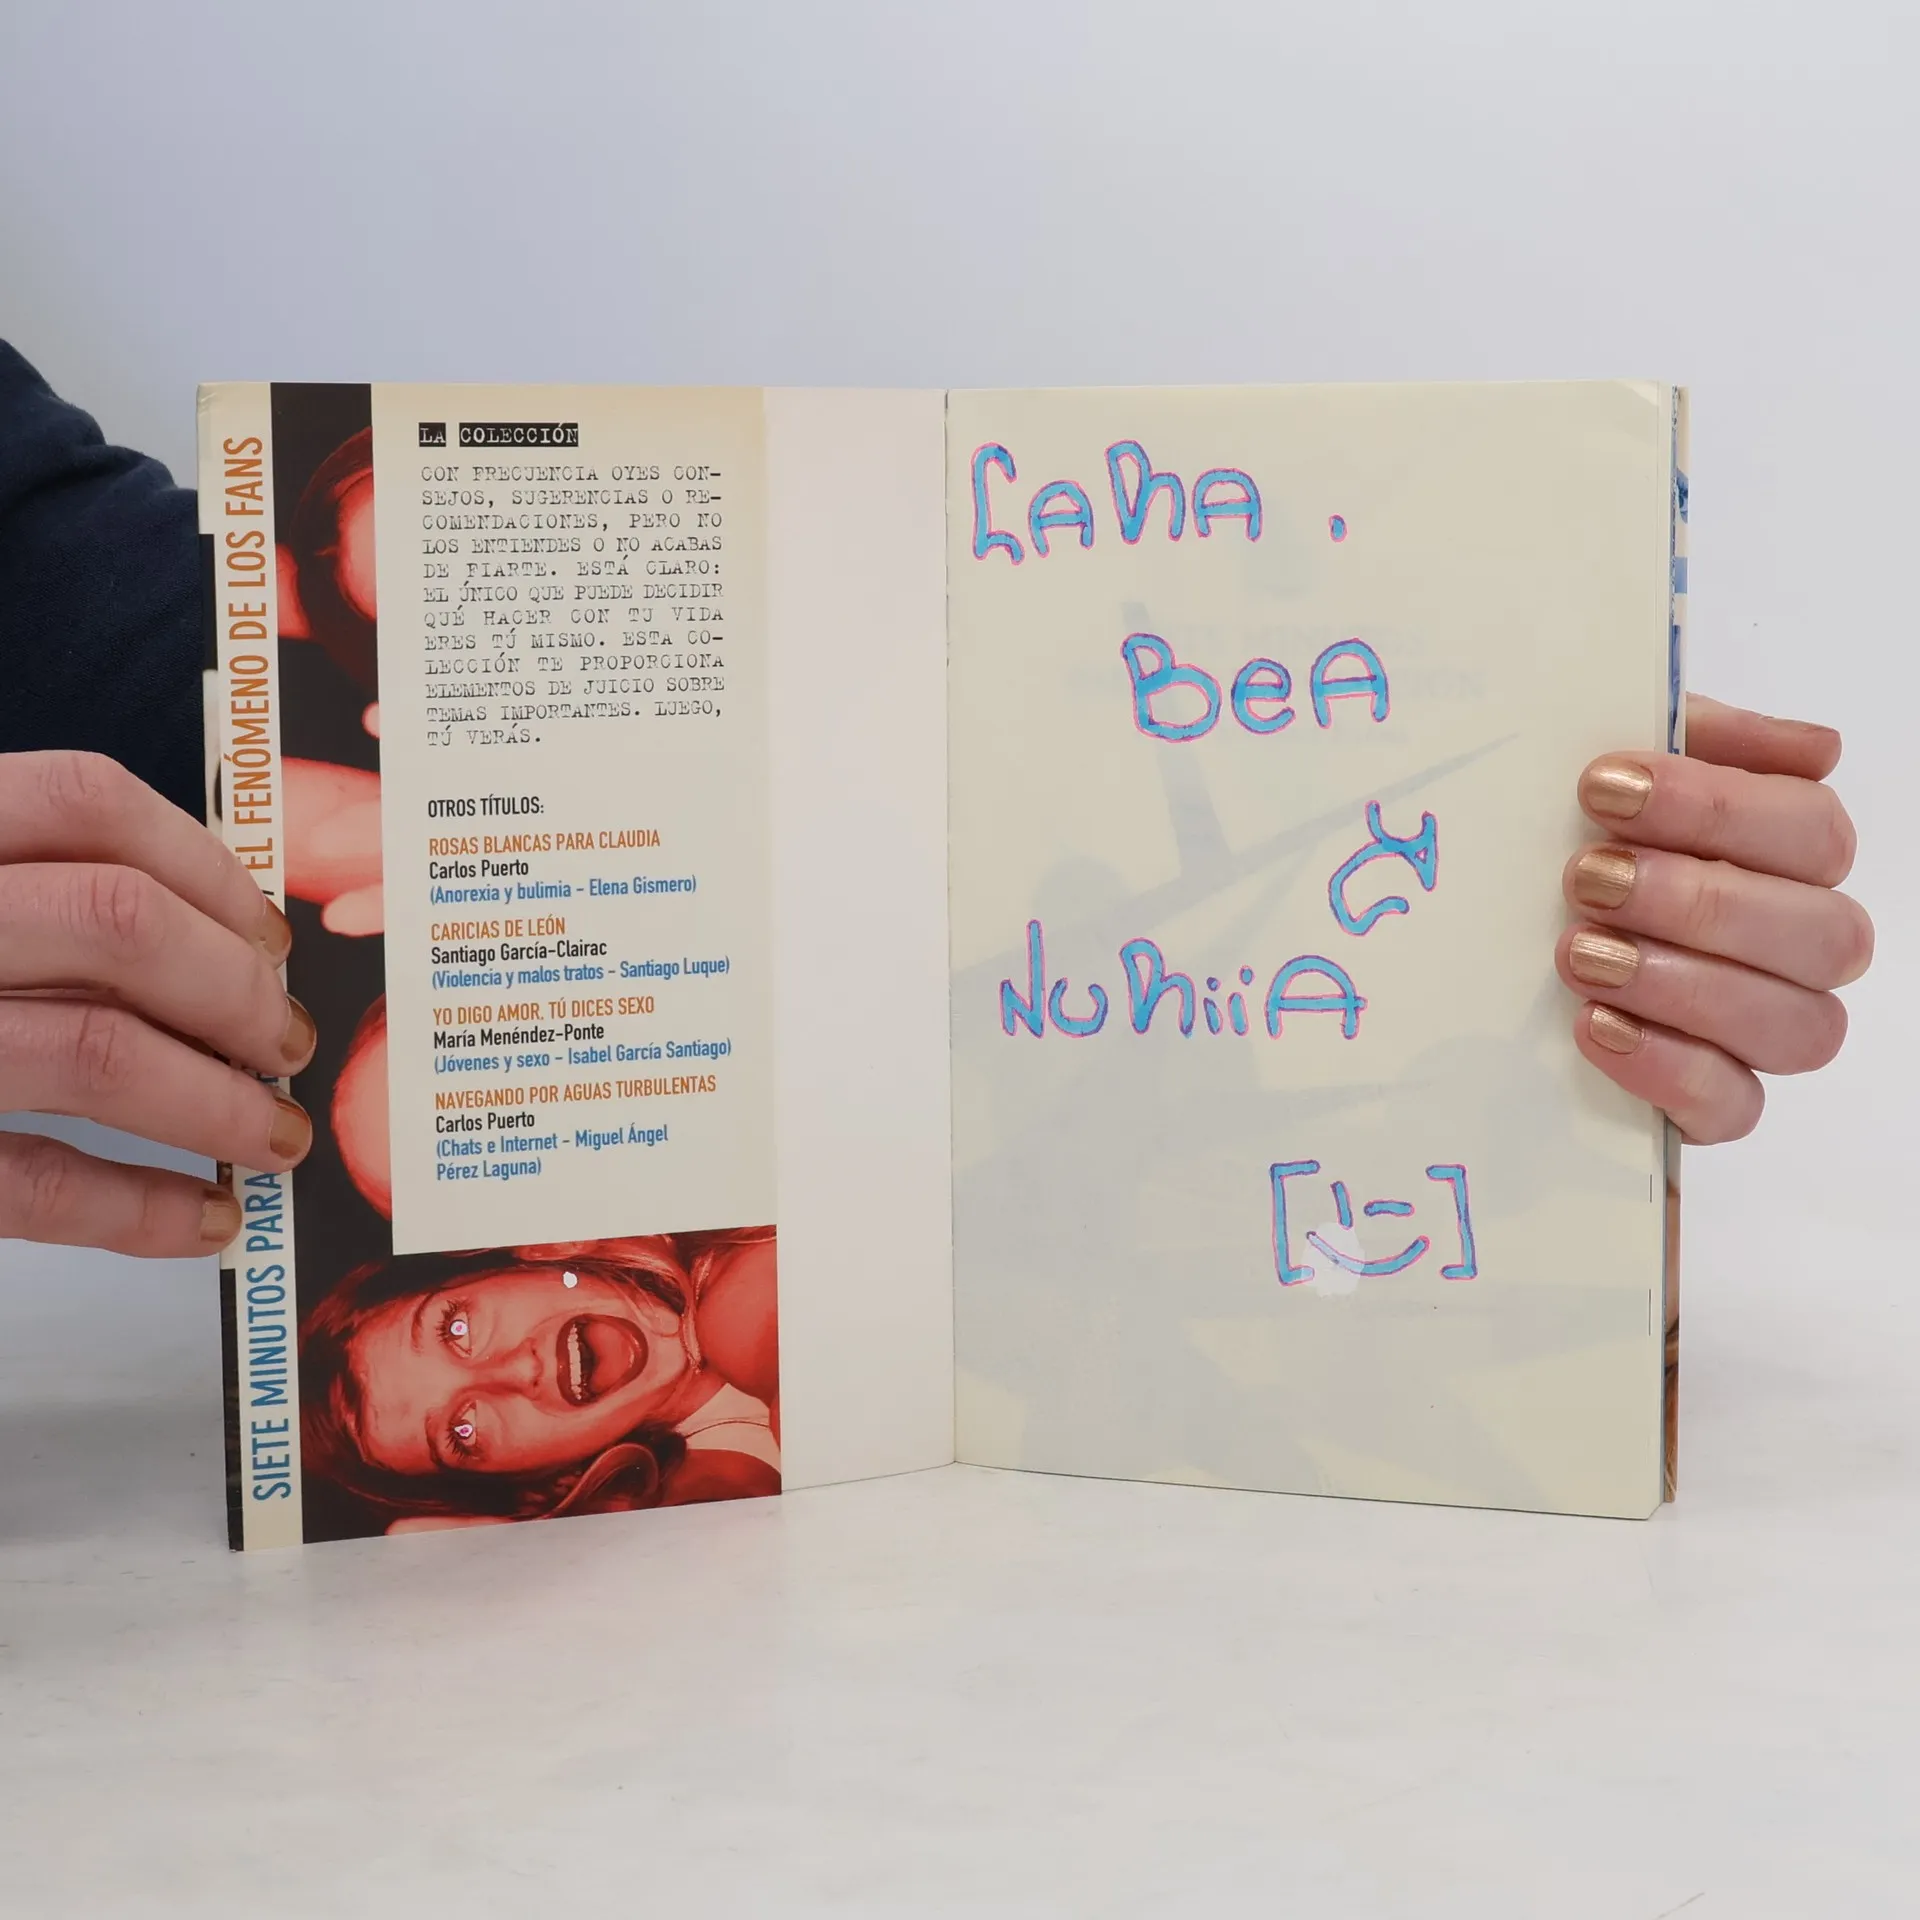 SIETE MINUTOS PARA
/ EL FENÓMENO DE LOS FANS
LA COLECCIÓN
CON FRECUENCIA OYES CON-
SEJOS, SUGERENCIAS O RE-
COMENDACIONES, PERO NO
LOS ENTIENDES O NO ACABAS
DE FIARTE. ESTÁ CLARO:
EL ÚNICO QUE PUEDE DECIDIR
QUÉ HACER CON TU VIDA
ERES TÚ MISMO. ESTA CO-
LECCIÓN TE PROPORCIONA
ELEMENTOS DE JUICIO SOBRE
TEMAS IMPORTANTES. LUEGO,
TÚ VERÁS.
OTROS TÍTULOS:
ROSAS BLANCAS PARA CLAUDIA
Carlos Puerto
(Anorexia y bulimia - Elena Gismero)
CARICIAS DE LEÓN
Santiago García-Clairac
(Violencia y malos tratos - Santiago Luque)
YO DIGO AMOR. TÚ DICES SEXO
María Menéndez-Ponte
(Jóvenes y sexo - Isabel García Santiago)
NAVEGANDO POR AGUAS TURBULENTAS
Carlos Puerto
(Chats e Internet - Miguel Ángel
Pérez Laguna)
LARA.
BeA
y
NuRiiA